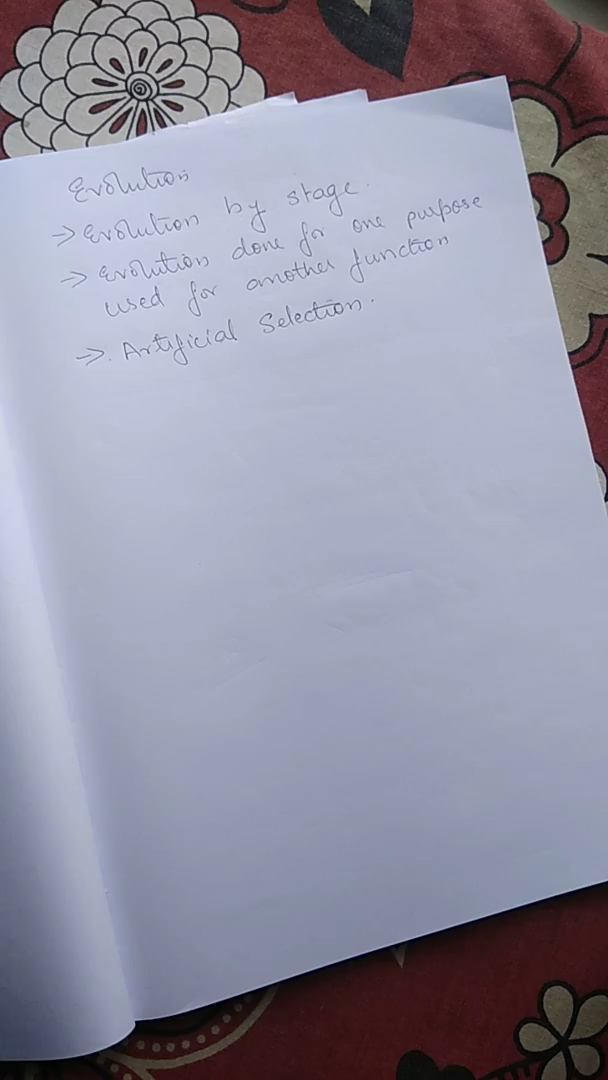 Evolution
→ Evolution by stage.
→ Evolution done for one purpose
used for another function
→. Artificial Selection.